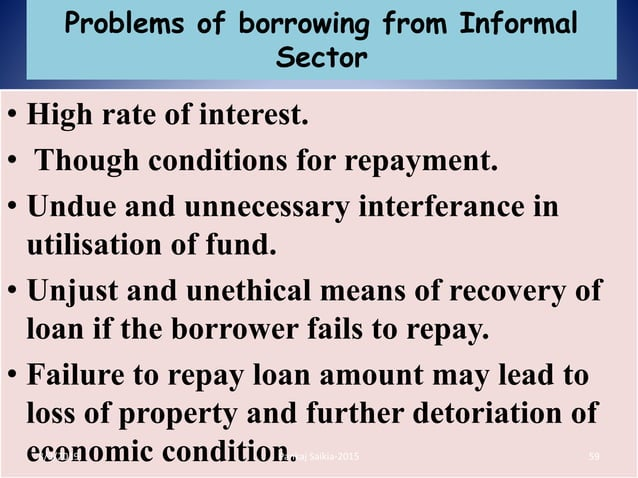 Problems of borrowing from Informal
Sector
• High rate of interest.
• Though conditions for repayment.
• Undue and unnecessary interferance in
utilisation of fund.
• Unjust and unethical means of recovery of
loan if the borrower fails to repay.
• Failure to repay loan amount may lead to
loss of property and further detoriation of
economic condition.
Saikia-2015 59